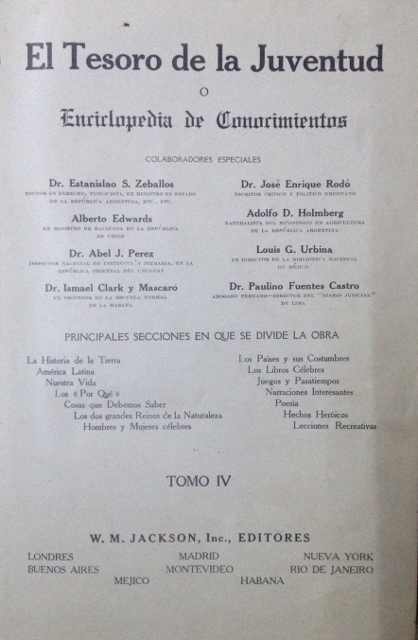 El Tesoro de la Juventud
O
Enciclopedia de Conocimientos
COLABORADORES ESPECIALES
Dr. Estanislao S. Zeballos
DOCTOR EN DERECHO, PUBLICISTA, EX MINISTRO DE ESTADO
DE LA REPÚBLICA ARGENTINA, ETC., ETC.
Alberto Edwards
EX MINISTRO DE HACIENDA DE LA REPÚBLICA
DE CHILE
Dr. Abel J. Perez
INSPECTOR NACIONAL DE ENSEÑANZA PRIMARIA, EN LA
REPÚBLICA ORIENTAL DEL URUGUAY
Dr. Ismael Clark y Mascaró
EX PROFESOR DE LA ESCUELA NORMAL
DE LA HABANA
Dr. José Enrique Rodó
ESCRITOR CRITICO Y POLITICO URUGUAYO
Adolfo D. Holmberg
NATURALISTA DEL MINISTERIO DE AGRICULTURA
DE LA REPÚBLICA ARGENTINA
Louis G. Urbina
EX DIRECTOR DE LA BIBLIOTECA NACIONAL
DE MÉXICO
Dr. Paulino Fuentes Castro
ABOGADO PERUANO—DIRECTOR DEL "DIARIO JUDICIAL"
DE LIMA
PRINCIPALES SECCIONES EN QUE SE DIVIDE LA OBRA
La Historia de la Tierra
América Latina
Nuestra Vida
Los «Por Qué»
Cosas que Debemos Saber
Los dos grandes Reinos de la Naturaleza
Hombres y Mujeres célebres
Los Países y sus Costumbres
Los Libros Célebres
Juegos y Pasatiempos
Narraciones Interesantes
Poesía
Hechos Heróicos
Lecciones Recreativas
TOMO IV
W. M. JACKSON, Inc., EDITORES
LONDRES MADRID NUEVA YORK
BUENOS AIRES MONTEVIDEO RIO DE JANEIRO
MEJICO HABANA